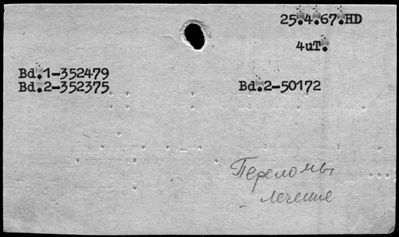 25.4.67.HD
4uT.
Bd.1-352479
Bd.2-352375 Bd.2-50172
Переломы
лечение